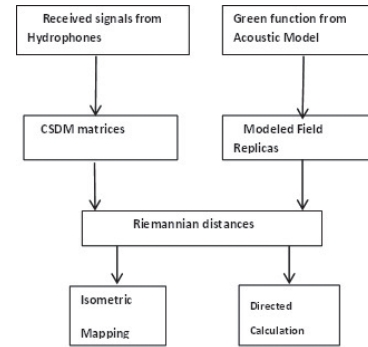 Received signals from
Hydrophones
Green function from
Acoustic Model
CSDM matrices
Modeled Field
Replicas
Riemannian distances
Isometric
Mapping
Directed
Calculation